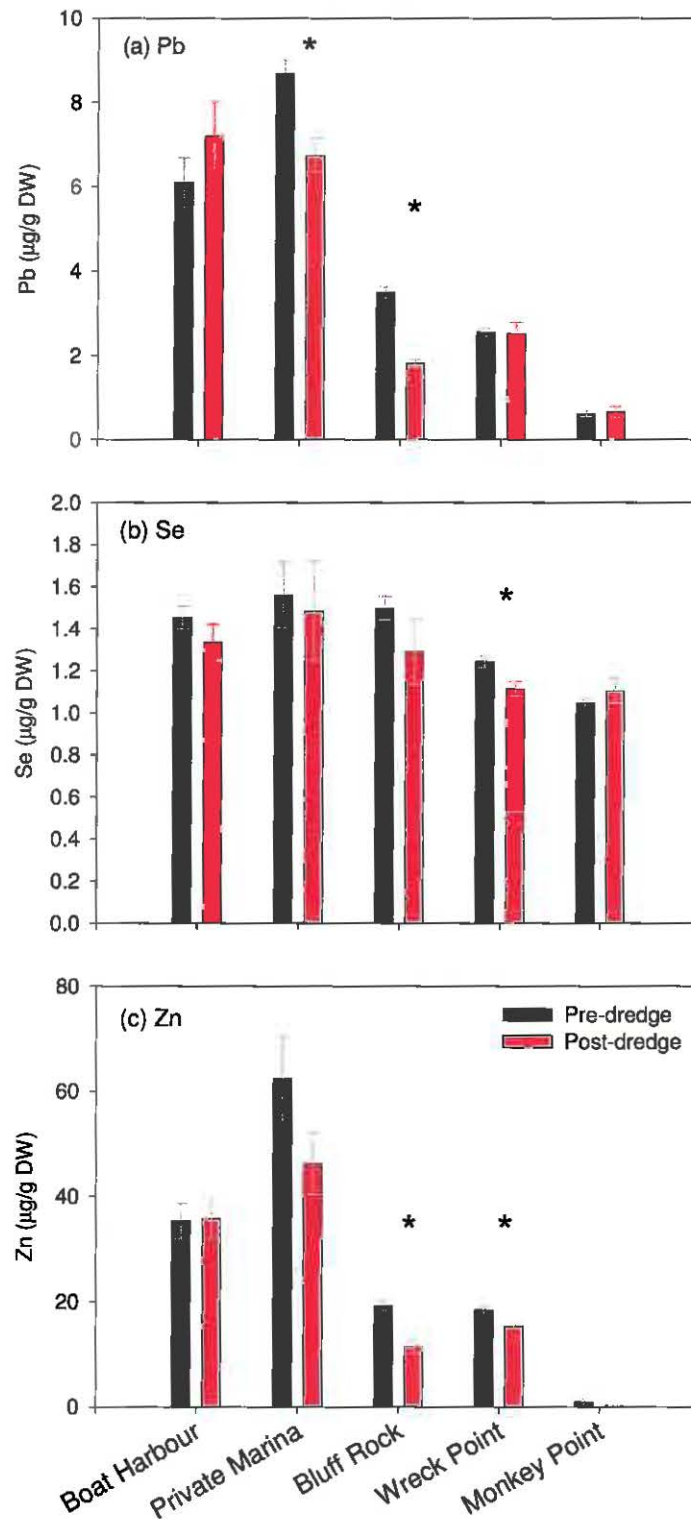 (a) Pb
*
*
10
8
6
4
2
0
Pb (µg/g DW)
(b) Se
*
2.0
1.8
1.6
1.4
1.2
1.0
0.8
0.6
0.4
0.2
0.0
Se (µg/g DW)
(c) Zn
Pre-dredge
Post-dredge
*
*
80
60
40
20
0
Zn (µg/g DW)
Boat Harbour
Private Marina
Bluff Rock
Wreck Point
Monkey Point